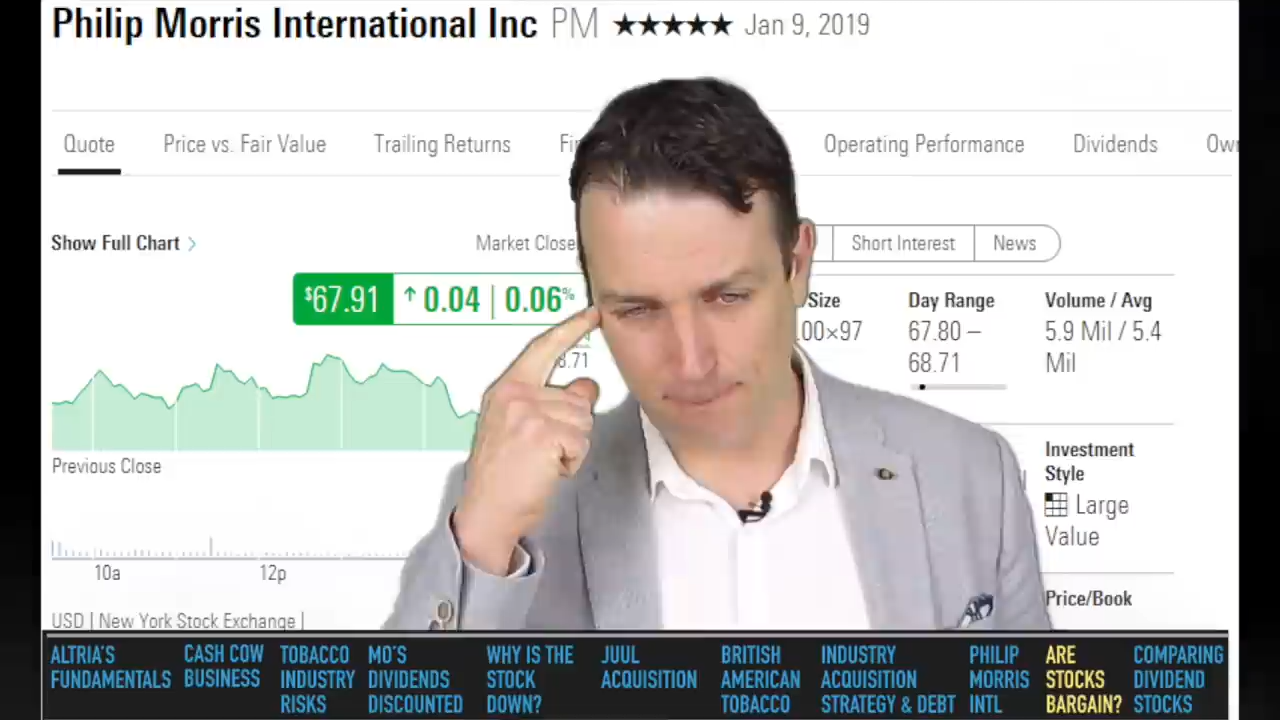 Philip Morris International Inc PM ★★★★★ Jan 9, 2019
Quote Price vs. Fair Value Trailing Returns Operating Performance Dividends
Show Full Chart >
Market Close
Short Interest News
$67.91 ↑ 0.04 | 0.06%
8.71
Size
00×97
Day Range
67.80 –
68.71
Volume / Avg
5.9 Mil / 5.4
Mil
Previous Close
Investment
Style
Large
Value
10a 12p
Price/Book
USD | New York Stock Exchange |
ALTRIA'S
FUNDAMENTALS
CASH COW
BUSINESS
TOBACCO
INDUSTRY
RISKS
MO'S
DIVIDENDS
DISCOUNTED
WHY IS THE
STOCK
DOWN?
JUUL
ACQUISITION
BRITISH
AMERICAN
TOBACCO
INDUSTRY
ACQUISITION
STRATEGY & DEBT
PHILIP
MORRIS
INTL
ARE
STOCKS
BARGAIN?
COMPARING
DIVIDEND
STOCKS